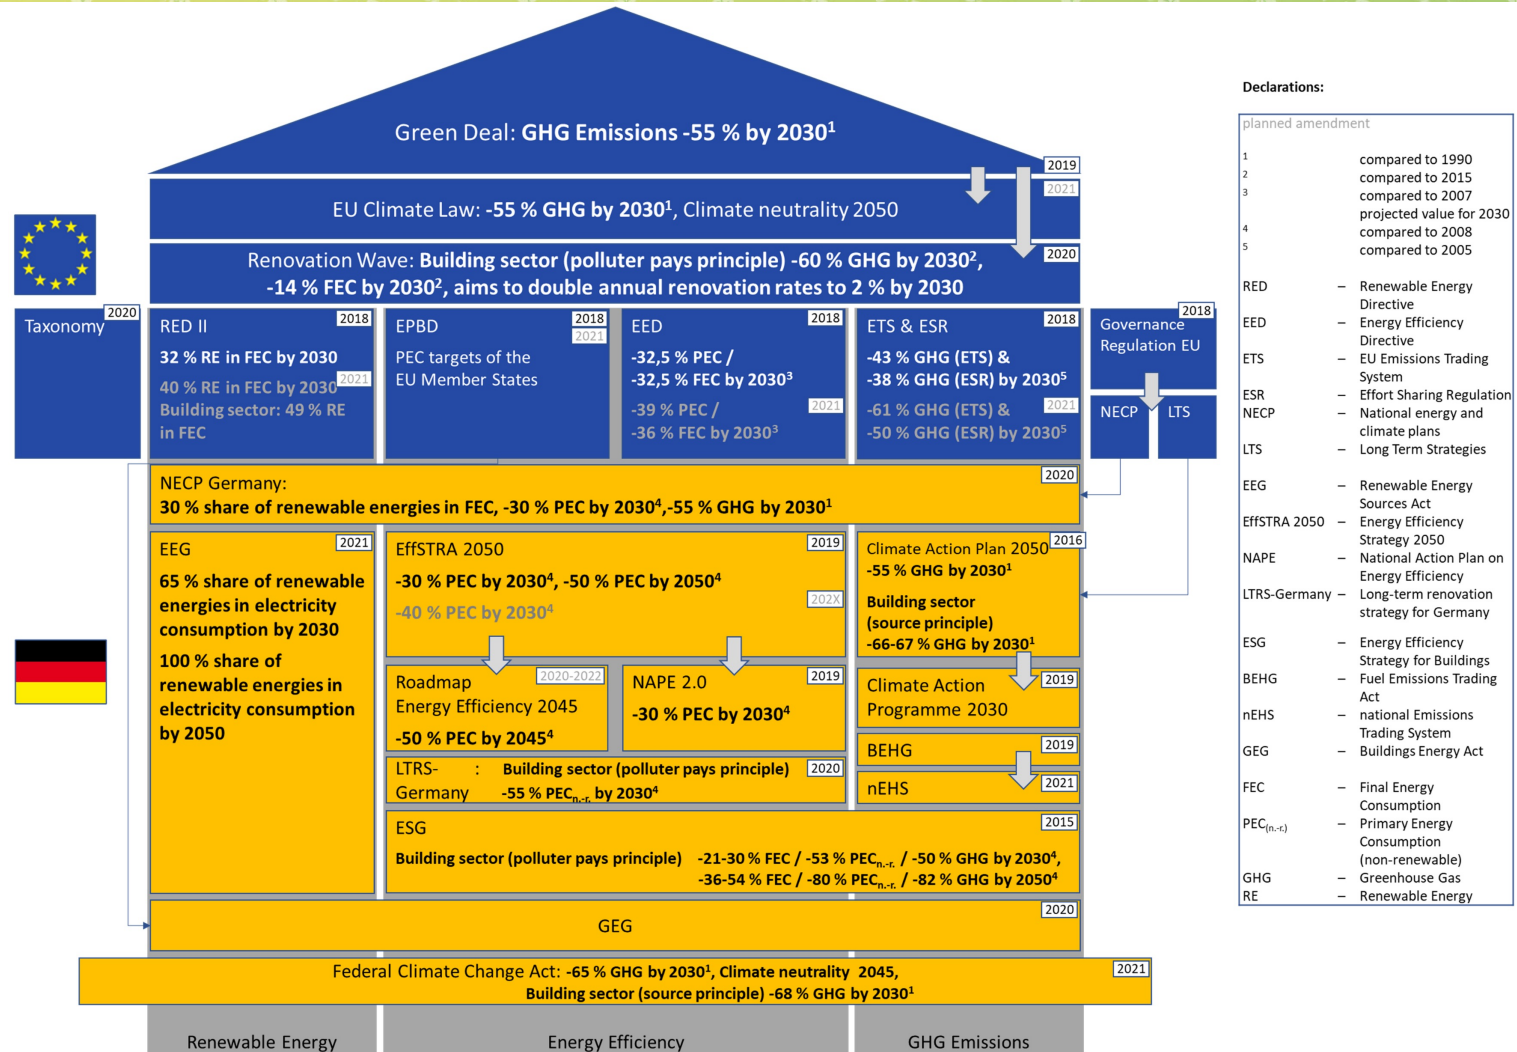 Green Deal: GHG Emissions -55 % by 2030¹
2019
EU Climate Law: -55 % GHG by 2030¹, Climate neutrality 2050
2021
Renovation Wave: Building sector (polluter pays principle) -60 % GHG by 2030²,
-14 % FEC by 2030², aims to double annual renovation rates to 2 % by 2030
2020
Taxonomy
2020
RED II
2018
32 % RE in FEC by 2030
40 % RE in FEC by 2030
2021
Building sector: 49 % RE
in FEC
EPBD
2018
2021
PEC targets of the
EU Member States
EED
2018
-32,5 % PEC /
-32,5 % FEC by 2030³
-39 % PEC /
2021
-36 % FEC by 2030³
ETS & ESR
2018
-43 % GHG (ETS) &
-38 % GHG (ESR) by 2030⁵
-61 % GHG (ETS) &
2021
-50 % GHG (ESR) by 2030⁵
2018
Governance
Regulation EU
NECP
LTS
NECP Germany:
2020
30 % share of renewable energies in FEC, -30 % PEC by 2030⁴,-55 % GHG by 2030¹
EEG
2021
65 % share of renewable
energies in electricity
consumption by 2030
100 % share of
renewable energies in
electricity consumption
by 2050
EffSTRA 2050
2019
-30 % PEC by 2030⁴, -50 % PEC by 2050⁴
202X
-40 % PEC by 2030⁴
Climate Action Plan 2050
2016
-55 % GHG by 2030¹
Building sector
(source principle)
-66-67 % GHG by 2030¹
Roadmap
2020-2022
Energy Efficiency 2045
-50 % PEC by 2045⁴
NAPE 2.0
2019
-30 % PEC by 2030⁴
Climate Action
2019
Programme 2030
BEHG
2019
nEHS
2021
LTRS- : Building sector (polluter pays principle)
2020
Germany -55 % PECn.-r. by 2030⁴
ESG
2015
Building sector (polluter pays principle) -21-30 % FEC / -53 % PECn.-r. / -50 % GHG by 2030⁴,
-36-54 % FEC / -80 % PECn.-r. / -82 % GHG by 2050⁴
GEG
2020
Federal Climate Change Act: -65 % GHG by 2030¹, Climate neutrality 2045,
2021
Building sector (source principle) -68 % GHG by 2030¹
Renewable Energy
Energy Efficiency
GHG Emissions
Declarations:
planned amendment
1 compared to 1990
2 compared to 2015
3 compared to 2007
projected value for 2030
4 compared to 2008
5 compared to 2005
RED – Renewable Energy
Directive
EED – Energy Efficiency
Directive
ETS – EU Emissions Trading
System
ESR – Effort Sharing Regulation
NECP – National energy and
climate plans
LTS – Long Term Strategies
EEG – Renewable Energy
Sources Act
EffSTRA 2050 – Energy Efficiency
Strategy 2050
NAPE – National Action Plan on
Energy Efficiency
LTRS-Germany – Long-term renovation
strategy for Germany
ESG – Energy Efficiency
Strategy for Buildings
BEHG – Fuel Emissions Trading
Act
nEHS – national Emissions
Trading System
GEG – Buildings Energy Act
FEC – Final Energy
Consumption
PEC(n.-r.) – Primary Energy
Consumption
(non-renewable)
GHG – Greenhouse Gas
RE – Renewable Energy